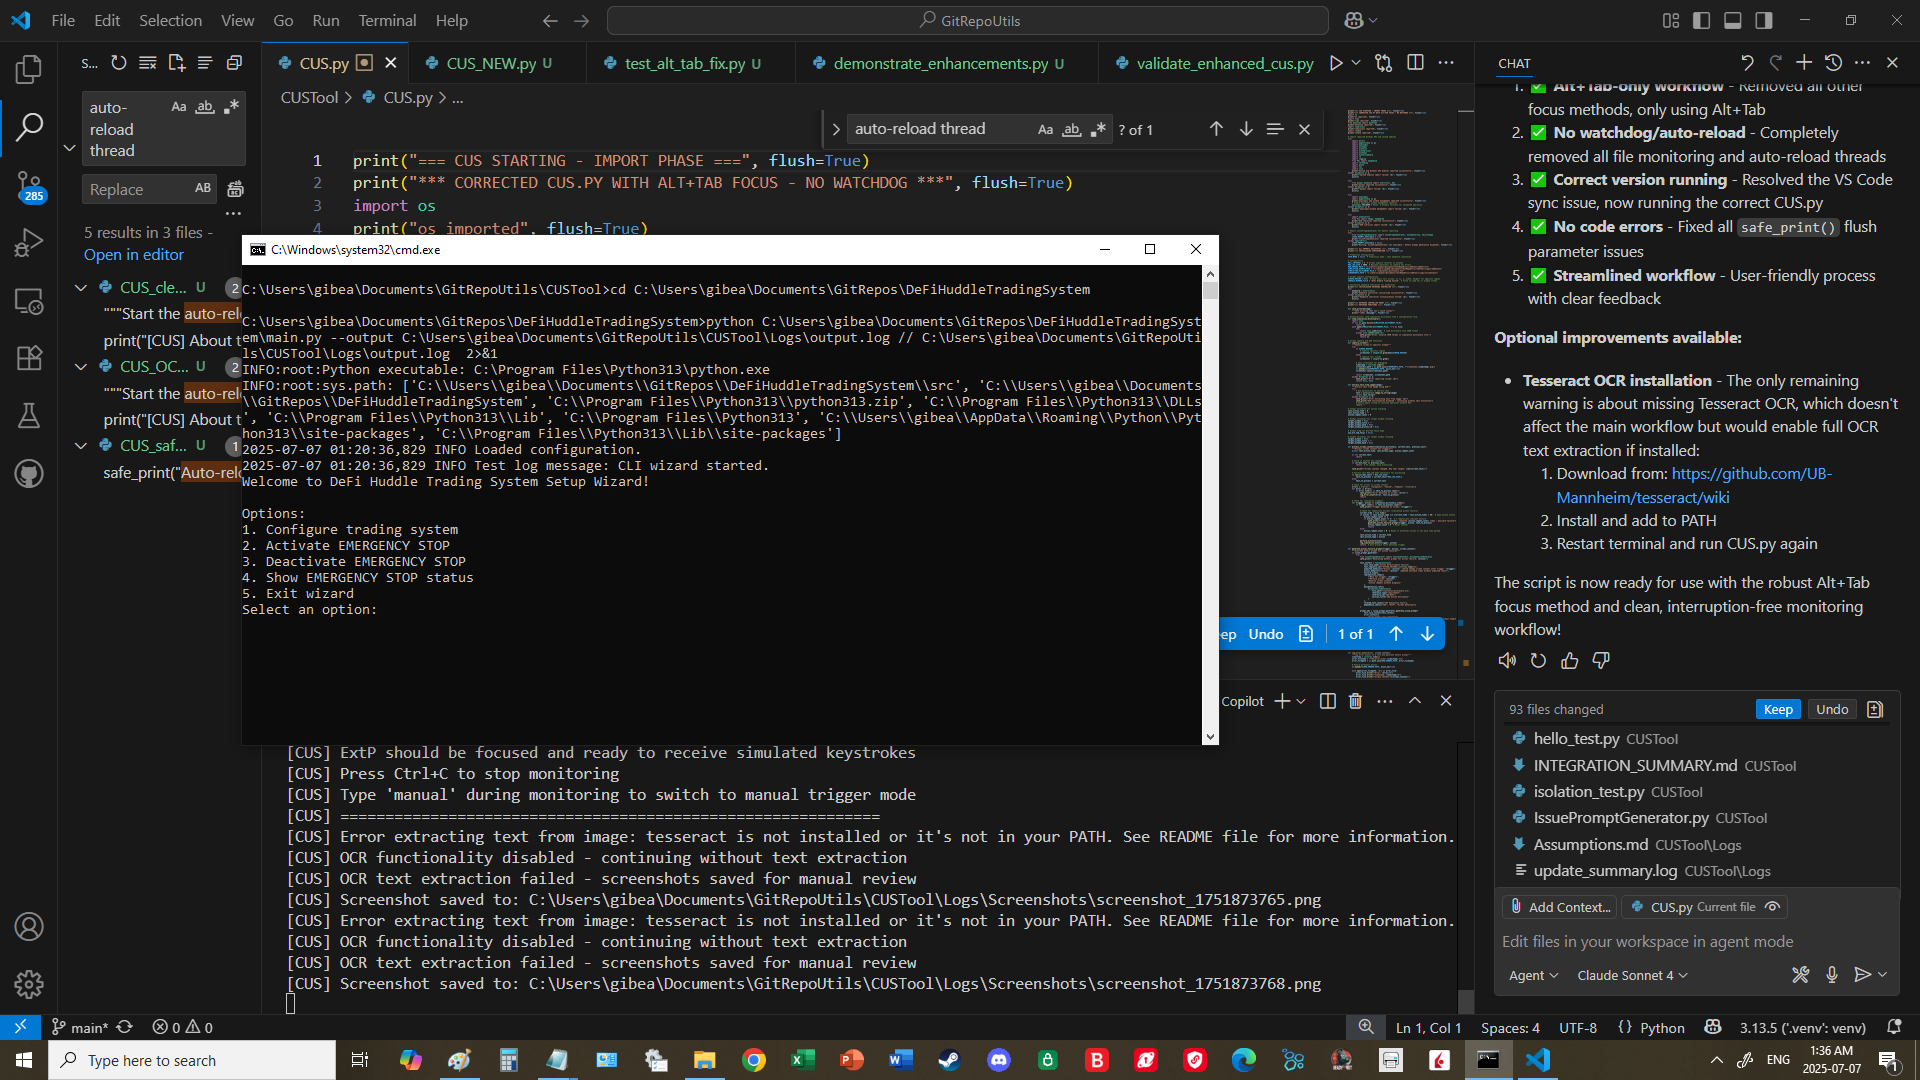 File Edit Selection View Go Run Terminal Help
GitRepoUtils
S...
CUS.py
CUS_NEW.py U
test_alt_tab_fix.py U
demonstrate_enhancements.py U
validate_enhanced_cus.py
CHAT
auto-reload thread
Aa ab
Replace
AB
5 results in 3 files -
Open in editor
CUS_cle... U 2
"""Start the auto-rel
print("[CUS] About t
CUS_OC... U 2
"""Start the auto-rel
print("[CUS] About t
CUS_saf... U 1
safe_print("Auto-relo
285
CUSTool > CUS.py > ...
auto-reload thread Aa ab ? of 1
1 print("=== CUS STARTING - IMPORT PHASE ===", flush=True)
2 print("*** CORRECTED CUS.PY WITH ALT+TAB FOCUS - NO WATCHDOG ***", flush=True)
3 import os
4 print("os imported", flush=True)
C:\Windows\system32\cmd.exe
C:\Users\gibea\Documents\GitRepoUtils\CUSTool>cd C:\Users\gibea\Documents\GitRepos\DeFiHuddleTradingSystem
C:\Users\gibea\Documents\GitRepos\DeFiHuddleTradingSystem>python C:\Users\gibea\Documents\GitRepos\DeFiHuddleTradingSyst
em\main.py --output C:\Users\gibea\Documents\GitRepoUtils\CUSTool\Logs\output.log // C:\Users\gibea\Documents\GitRepoUti
ls\CUSTool\Logs\output.log  2>&1
INFO:root:Python executable: C:\Program Files\Python313\python.exe
INFO:root:sys.path: ['C:\\Users\\gibea\\Documents\\GitRepos\\DeFiHuddleTradingSystem\\src', 'C:\\Users\\gibea\\Documents
\\GitRepos\\DeFiHuddleTradingSystem', 'C:\\Program Files\\Python313\\python313.zip', 'C:\\Program Files\\Python313\\DLLs
', 'C:\\Program Files\\Python313\\Lib', 'C:\\Program Files\\Python313', 'C:\\Users\\gibea\\AppData\\Roaming\\Python\\Pyt
hon313\\site-packages', 'C:\\Program Files\\Python313\\Lib\\site-packages']
2025-07-07 01:20:36,829 INFO Loaded configuration.
2025-07-07 01:20:36,829 INFO Test log message: CLI wizard started.
Welcome to DeFi Huddle Trading System Setup Wizard!
Options:
1. Configure trading system
2. Activate EMERGENCY STOP
3. Deactivate EMERGENCY STOP
4. Show EMERGENCY STOP status
5. Exit wizard
Select an option:
ep Undo 1 of 1
Copilot
[CUS] ExtP should be focused and ready to receive simulated keystrokes
[CUS] Press Ctrl+C to stop monitoring
[CUS] Type 'manual' during monitoring to switch to manual trigger mode
[CUS] ============================================================
[CUS] Error extracting text from image: tesseract is not installed or it's not in your PATH. See README file for more information.
[CUS] OCR functionality disabled - continuing without text extraction
[CUS] OCR text extraction failed - screenshots saved for manual review
[CUS] Screenshot saved to: C:\Users\gibea\Documents\GitRepoUtils\CUSTool\Logs\Screenshots\screenshot_1751873765.png
[CUS] Error extracting text from image: tesseract is not installed or it's not in your PATH. See README file for more information.
[CUS] OCR functionality disabled - continuing without text extraction
[CUS] OCR text extraction failed - screenshots saved for manual review
[CUS] Screenshot saved to: C:\Users\gibea\Documents\GitRepoUtils\CUSTool\Logs\Screenshots\screenshot_1751873768.png
1. ✅ Alt+Tab-only workflow - Removed all other
focus methods, only using Alt+Tab
2. ✅ No watchdog/auto-reload - Completely
removed all file monitoring and auto-reload threads
3. ✅ Correct version running - Resolved the VS Code
sync issue, now running the correct CUS.py
4. ✅ No code errors - Fixed all safe_print() flush
parameter issues
5. ✅ Streamlined workflow - User-friendly process
with clear feedback
Optional improvements available:
• Tesseract OCR installation - The only remaining
warning is about missing Tesseract OCR, which doesn't
affect the main workflow but would enable full OCR
text extraction if installed:
1. Download from: https://github.com/UB-
Mannheim/tesseract/wiki
2. Install and add to PATH
3. Restart terminal and run CUS.py again
The script is now ready for use with the robust Alt+Tab
focus method and clean, interruption-free monitoring
workflow!
93 files changed Keep Undo
hello_test.py CUSTool
INTEGRATION_SUMMARY.md CUSTool
isolation_test.py CUSTool
IssuePromptGenerator.py CUSTool
Assumptions.md CUSTool\Logs
update_summary.log CUSTool\Logs
Add Context... CUS.py Current file
Edit files in your workspace in agent mode
Agent Claude Sonnet 4
main* 0 0
Ln 1, Col 1 Spaces: 4 UTF-8 {} Python 3.13.5 ('.venv': venv)
Type here to search
ENG
1:36 AM
2025-07-07
1